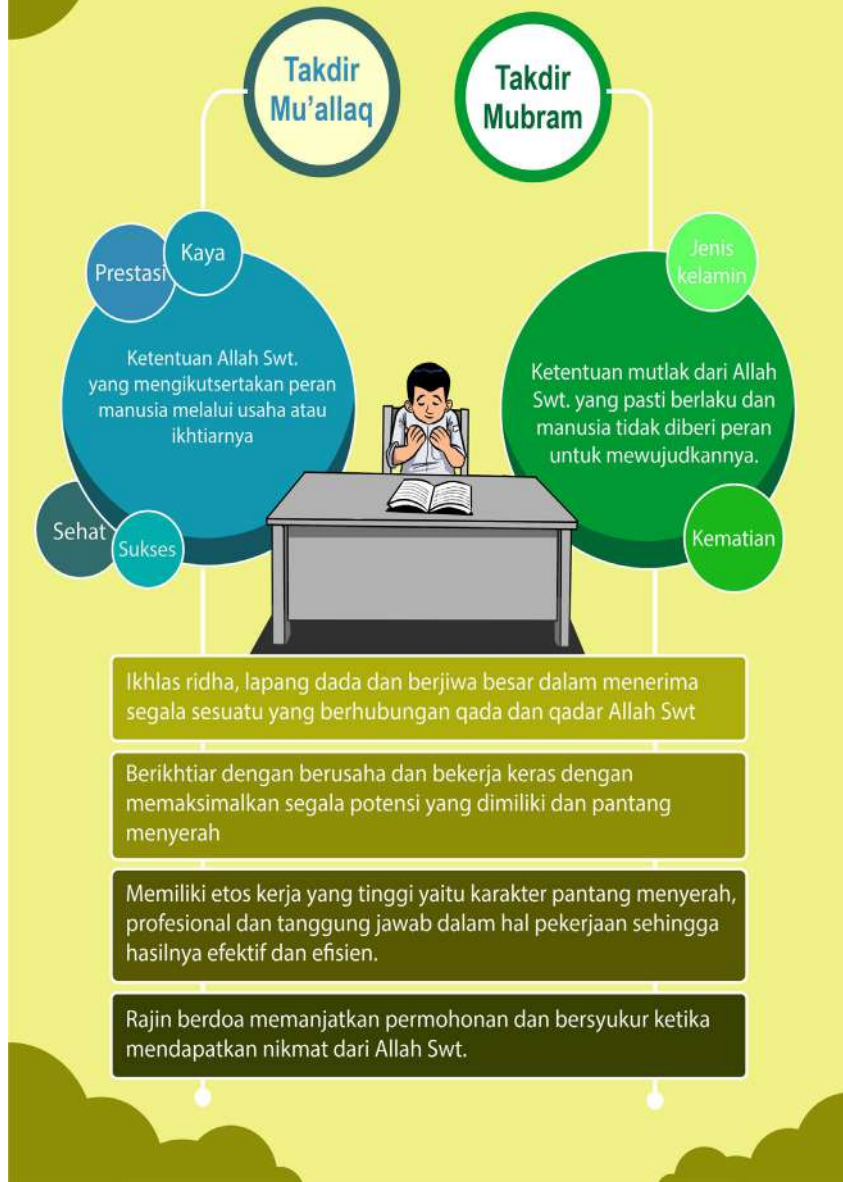 Takdir
Mu'allaq
Takdir
Mubram
Prestasi
Kaya
Ketentuan Allah Swt.
yang mengikutsertakan peran
manusia melalui usaha atau
ikhtiarnya
Sehat
Sukses
Jenis
kelamin
Ketentuan mutlak dari Allah
Swt. yang pasti berlaku dan
manusia tidak diberi peran
untuk mewujudkannya.
Kematian
Ikhlas ridha, lapang dada dan berjiwa besar dalam menerima
segala sesuatu yang berhubungan qada dan qadar Allah Swt
Berikhtiar dengan berusaha dan bekerja keras dengan
memaksimalkan segala potensi yang dimiliki dan pantang
menyerah
Memiliki etos kerja yang tinggi yaitu karakter pantang menyerah,
profesional dan tanggung jawab dalam hal pekerjaan sehingga
hasilnya efektif dan efisien.
Rajin berdoa memanjatkan permohonan dan bersyukur ketika
mendapatkan nikmat dari Allah Swt.